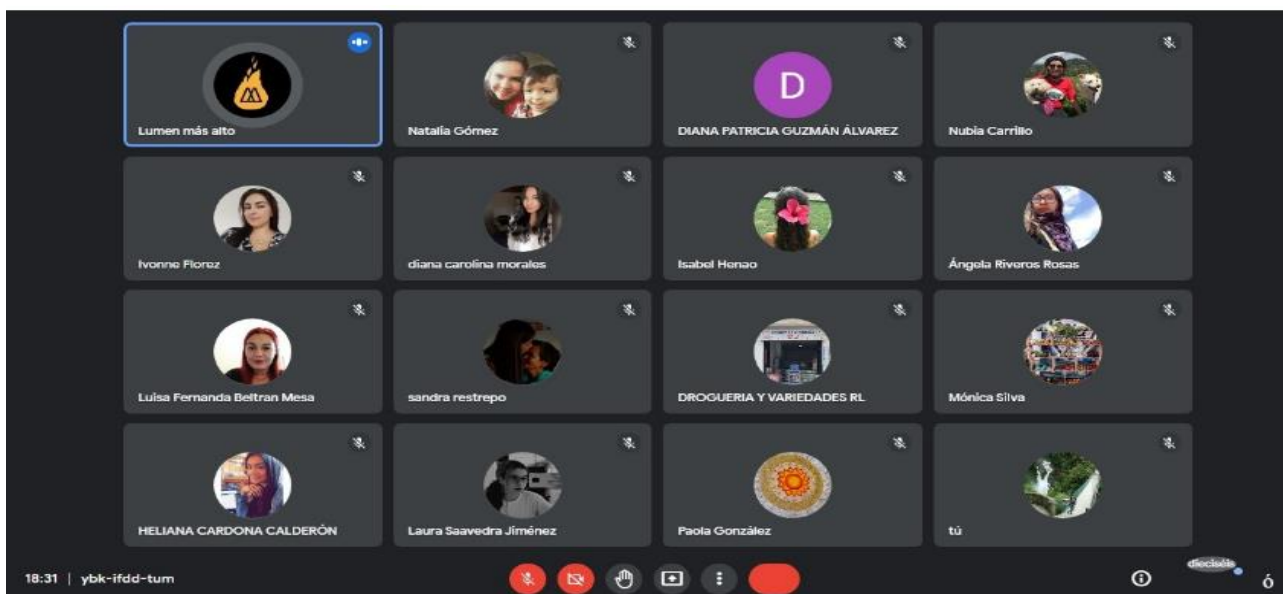 Lumen más alto
Natalia Gómez
D
DIANA PATRICIA GUZMÁN ÁLVAREZ
Nubia Carrillo
Ivonne Florez
diana carolina morales
Isabel Henao
Ángela Riveros Rosas
Luisa Fernanda Beltran Mesa
sandra restrepo
DROGUERIA Y VARIEDADES RL
Mónica Silva
HELIANA CARDONA CALDERÓN
Laura Saavedra Jiménez
Paola González
tú
18:31 | ybk-ifdd-tum
dieciséis
ó